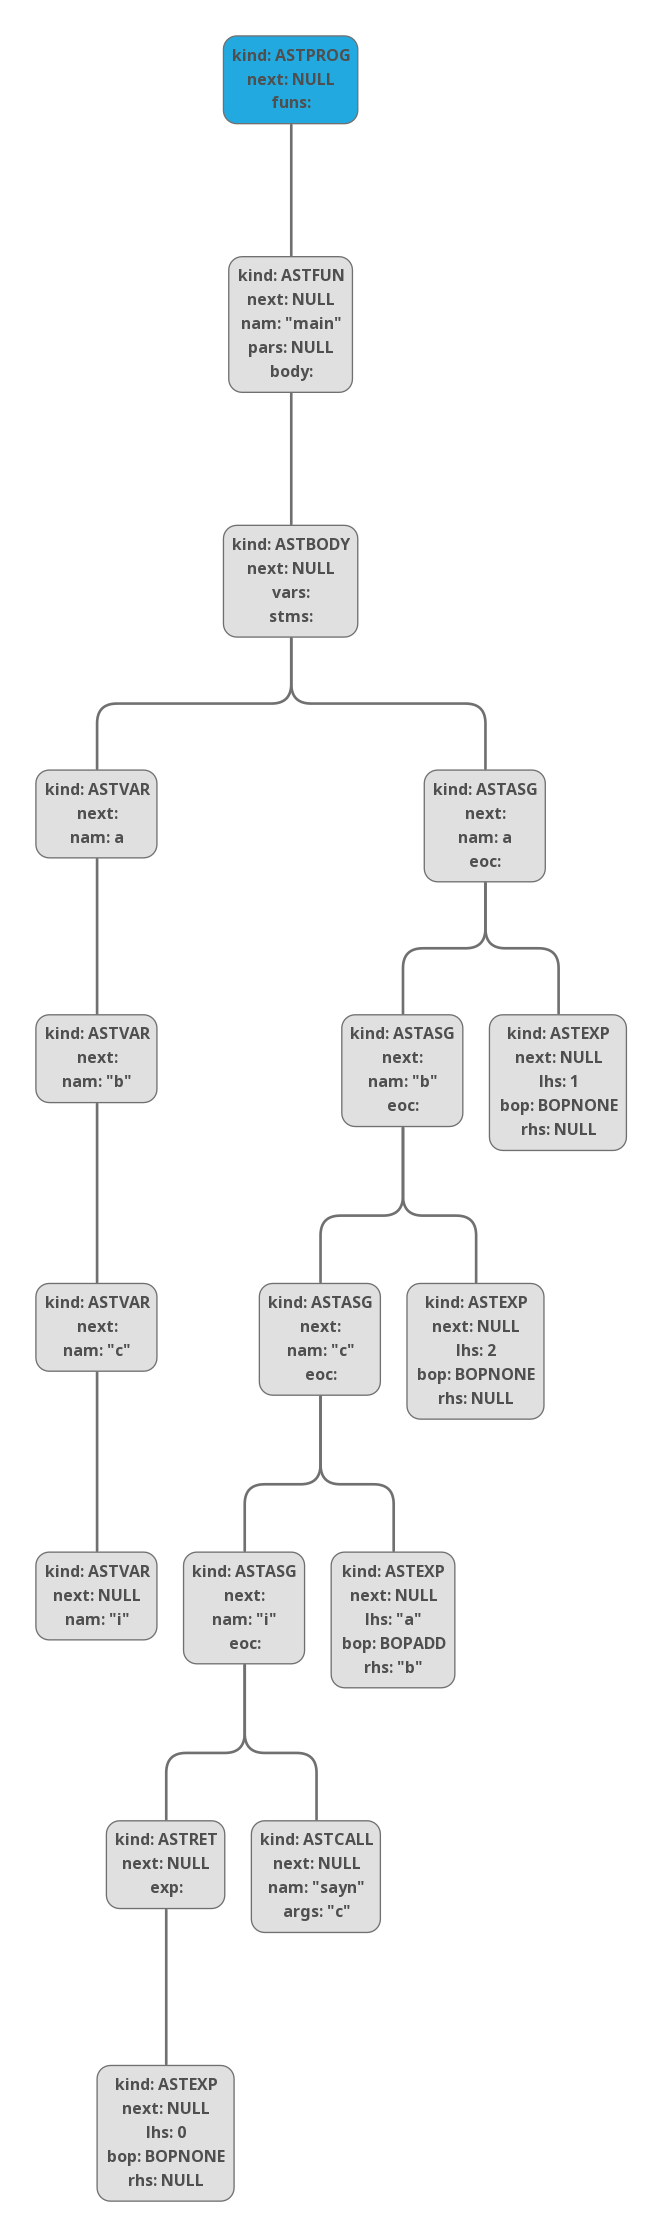 kind: ASTPROG
next: NULL
funs:
kind: ASTFUN
next: NULL
nam: "main"
pars: NULL
body:
kind: ASTBODY
next: NULL
vars:
stms:
kind: ASTVAR
next:
nam: a
kind: ASTASG
next:
nam: a
eoc:
kind: ASTVAR
next:
nam: "b"
kind: ASTASG
next:
nam: "b"
eoc:
kind: ASTEXP
next: NULL
lhs: 1
bop: BOPNONE
rhs: NULL
kind: ASTVAR
next:
nam: "c"
kind: ASTASG
next:
nam: "c"
eoc:
kind: ASTEXP
next: NULL
lhs: 2
bop: BOPNONE
rhs: NULL
kind: ASTVAR
next: NULL
nam: "i"
kind: ASTASG
next:
nam: "i"
eoc:
kind: ASTEXP
next: NULL
lhs: "a"
bop: BOPADD
rhs: "b"
kind: ASTRET
next: NULL
exp:
kind: ASTCALL
next: NULL
nam: "sayn"
args: "c"
kind: ASTEXP
next: NULL
lhs: 0
bop: BOPNONE
rhs: NULL